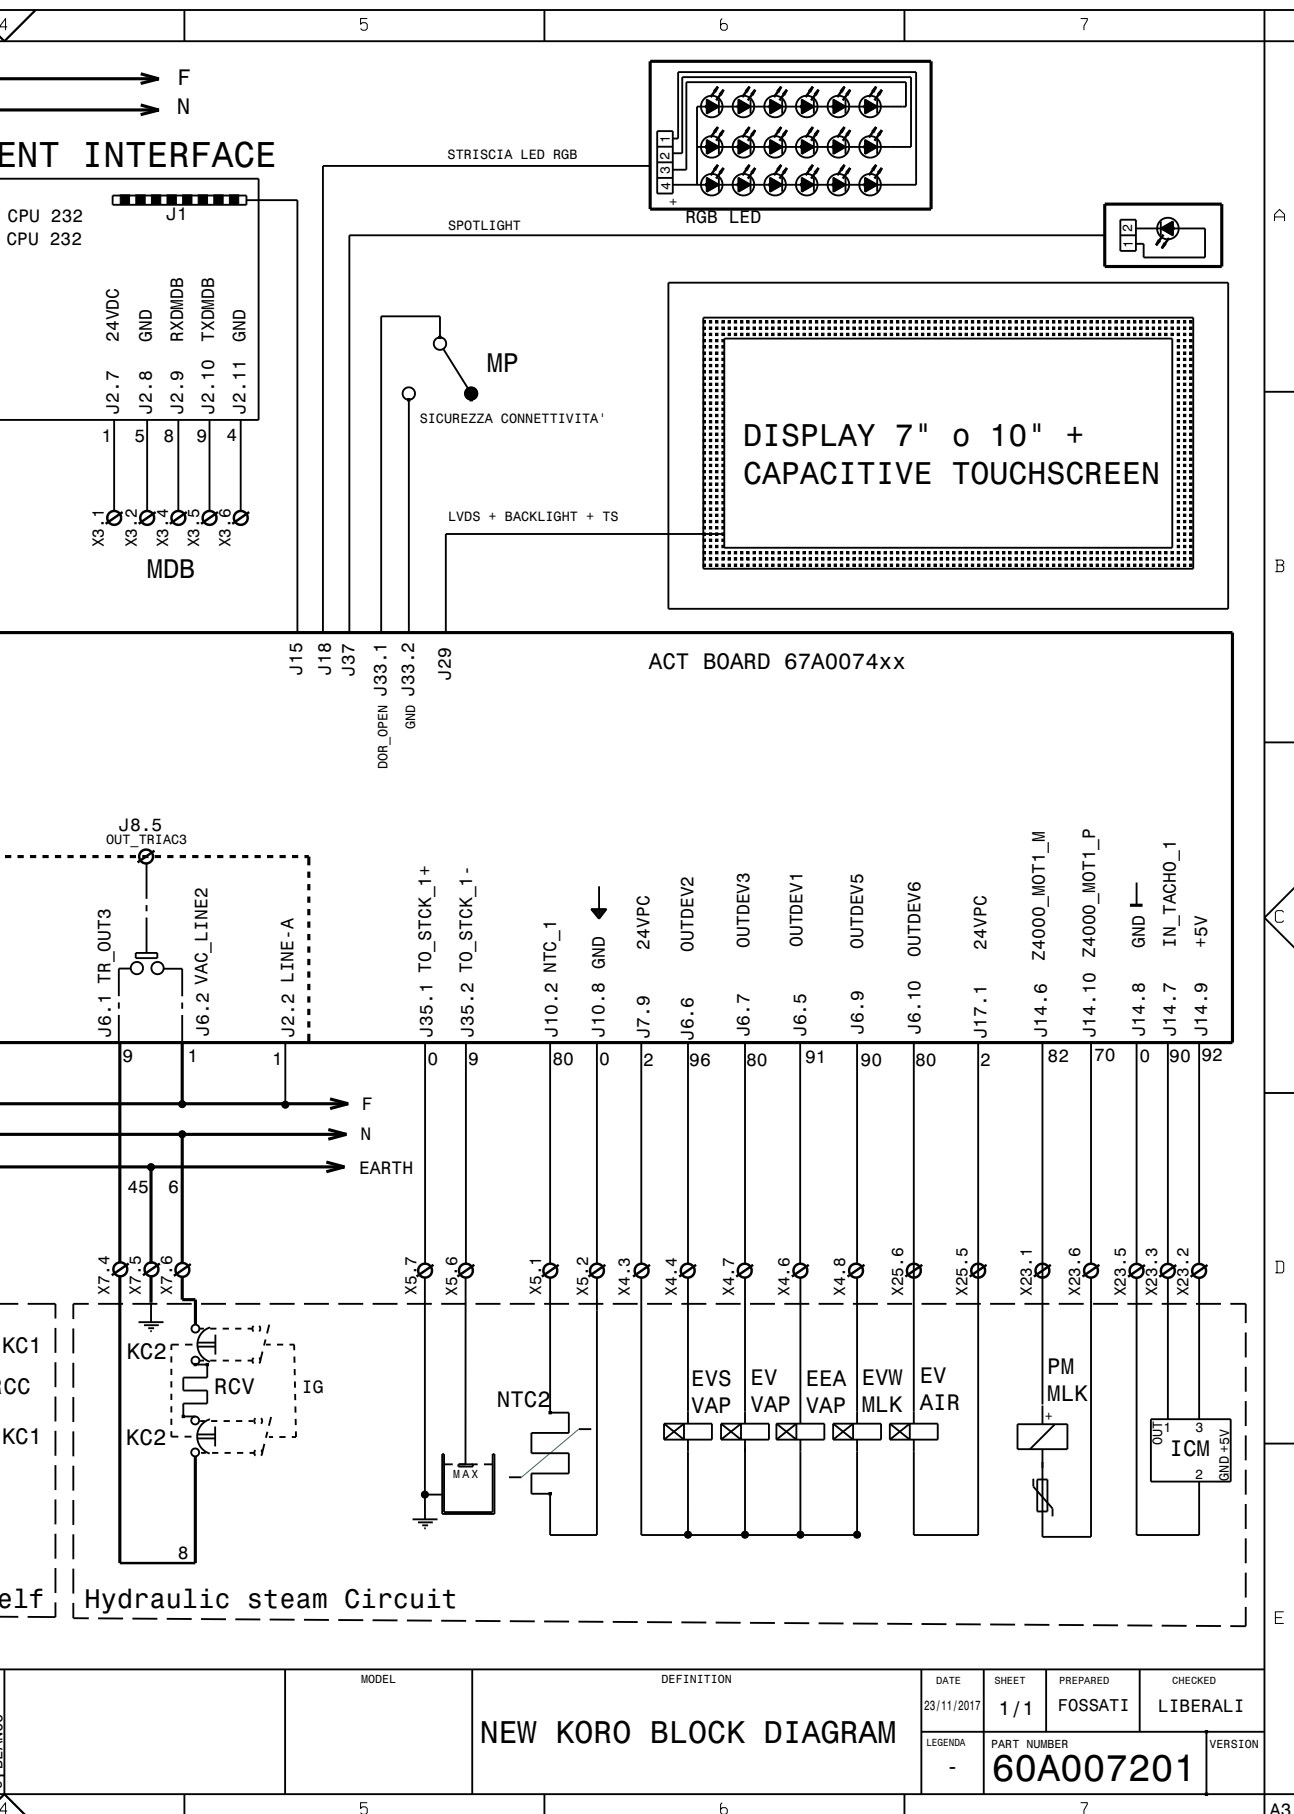 4
5
6
7
F
N
ENT INTERFACE
STRISCIA LED RGB
1
2
3
4
+
RGB LED
CPU 232
CPU 232
J1
SPOTLIGHT
2
1
A
24VDC
GND
RXDMDB
TXDMDB
GND
J2.7
J2.8
J2.9
J2.10
J2.11
MP
SICUREZZA CONNETTIVITA'
DISPLAY 7" o 10" +
CAPACITIVE TOUCHSCREEN
1
5
8
9
4
X3.1
X3.2
X3.4
X3.5
X3.6
MDB
LVDS + BACKLIGHT + TS
B
J15
J18
J37
DOR_OPEN J33.1
GND J33.2
J29
ACT BOARD 67A0074xx
J8.5
OUT_TRIAC3
J6.1 TR_OUT3
J6.2 VAC_LINE2
J2.2 LINE-A
J35.1 TO_STCK_1+
J35.2 TO_STCK_1-
J10.2 NTC_1
J10.8 GND
J7.9 24VPC
J6.6 OUTDEV2
J6.7 OUTDEV3
J6.5 OUTDEV1
J6.9 OUTDEV5
J6.10 OUTDEV6
J17.1 24VPC
J14.6 Z4000_MOT1_M
J14.10 Z4000_MOT1_P
J14.8 GND
J14.7 IN_TACHO_1
J14.9 +5V
C
9
1
1
0
9
80
0
2
96
80
91
90
80
2
82
70
0
90
92
F
N
EARTH
45
6
X7.4
X7.5
X7.6
X5.7
X5.6
X5.1
X5.2
X4.3
X4.4
X4.7
X4.6
X4.8
X25.6
X25.5
X23.1
X23.6
X23.5
X23.3
X23.2
D
KC1
RCC
KC1
KC2
RCV
IG
KC2
NTC2
MAX
EVS
VAP
EV
VAP
EEA
VAP
EVW
MLK
EV
AIR
PM
MLK
+
OUT
1
3
ICM
2
GND
+5V
8
elf
Hydraulic steam Circuit
E
MODEL
DEFINITION
NEW KORO BLOCK DIAGRAM
DATE
23/11/2017
SHEET
1/1
PREPARED
FOSSATI
CHECKED
LIBERALI
LEGENDA
-
PART NUMBER
60A007201
VERSION
4
5
6
7
A3